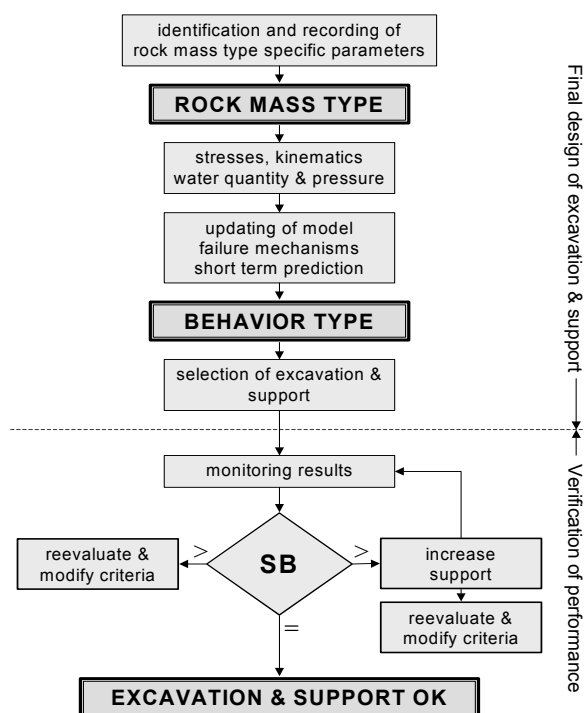 identification and recording of
rock mass type specific parameters
ROCK MASS TYPE
stresses, kinematics
water quantity & pressure
updating of model
failure mechanisms
short term prediction
BEHAVIOR TYPE
selection of excavation &
support
Final design of excavation & support
monitoring results
SB
>
reevaluate &
modify criteria
>
increase
support
reevaluate &
modify criteria
=
EXCAVATION & SUPPORT OK
Verification of performance